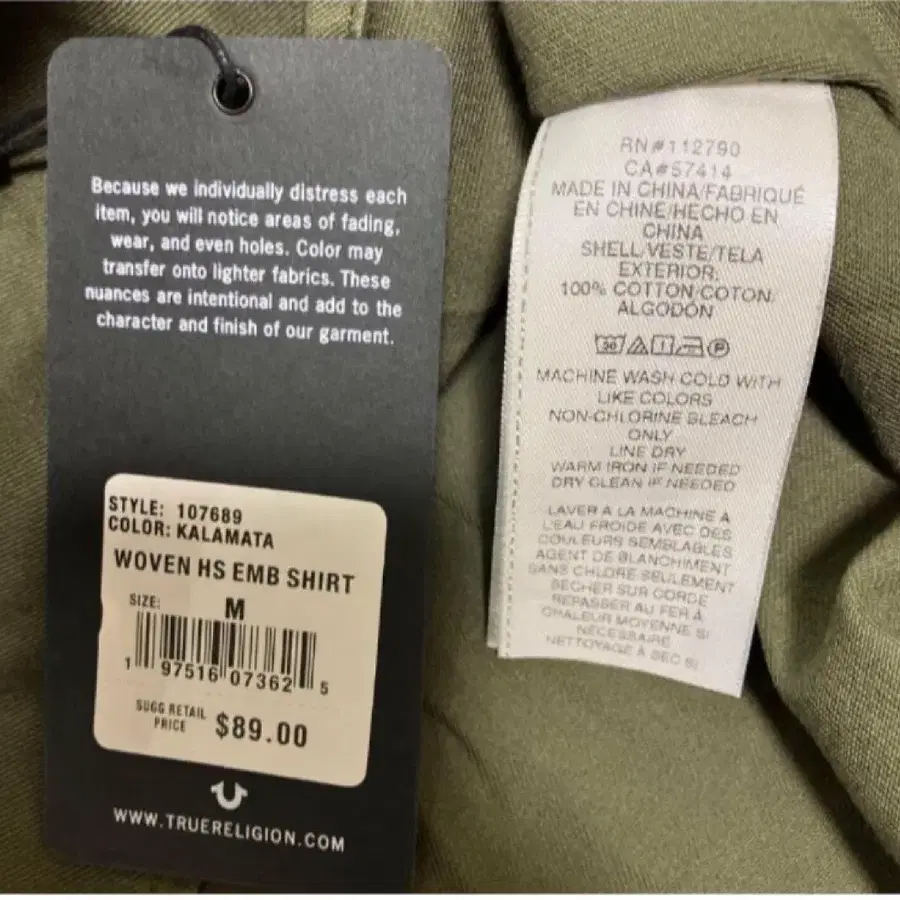 Because we individually distress each
item, you will notice areas of fading,
wear, and even holes. Color may
transfer onto lighter fabrics. These
nuances are intentional and add to the
character and finish of our garment.
STYLE: 107689
COLOR: KALAMATA
WOVEN HS EMB SHIRT
SIZE: M
1 97516 07362 5
SUGG RETAIL
PRICE $89.00
WWW.TRUERELIGION.COM
RN#112790
CA#57414
MADE IN CHINA/FABRIQUÉ
EN CHINE/HECHO EN
CHINA
SHELL/VESTE/TELA
EXTERIOR:
100% COTTON/COTON/
ALGODÓN
30
P
MACHINE WASH COLD WITH
LIKE COLORS
NON-CHLORINE BLEACH
ONLY
LINE DRY
WARM IRON IF NEEDED
DRY CLEAN IF NEEDED
LAVER A LA MACHINE A
L'EAU FROIDE AVEC DES
COULEURS SEMBLABLES
AGENT DE BLANCHIMENT
SANS CHLORE SEULEMENT
SECHER SUR CORDE
REPASSER AU FER À
CHALEUR MOYENNE SI
NÉCESSAIRE
NETTOYAGE À SEC SI